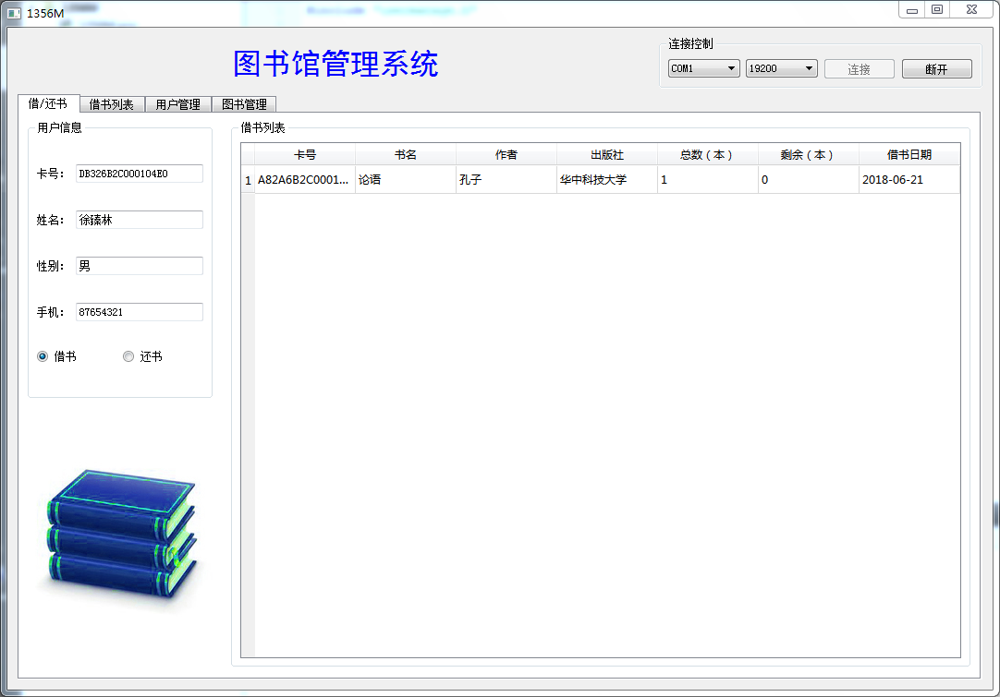 1356M
图书馆管理系统
连接控制
COM1 19200 连接 断开
借/还书 借书列表 用户管理 图书管理
用户信息
卡号： DB326B2C000104E0
姓名： 徐臻林
性别： 男
手机： 87654321
借书 还书
借书列表
卡号 书名 作者 出版社 总数（本） 剩余（本） 借书日期
1 A82A6B2C0001... 论语 孔子 华中科技大学 1 0 2018-06-21